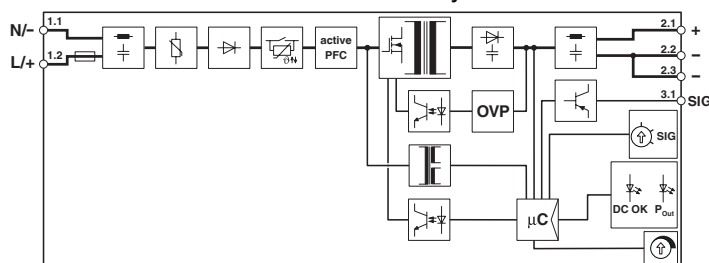 N/-
1.1
L/+
1.2
active
PFC
2.1
+
2.2
−
2.3
−
3.1
SIG
OVP
SIG
μC
DC OK
POut
ϑ